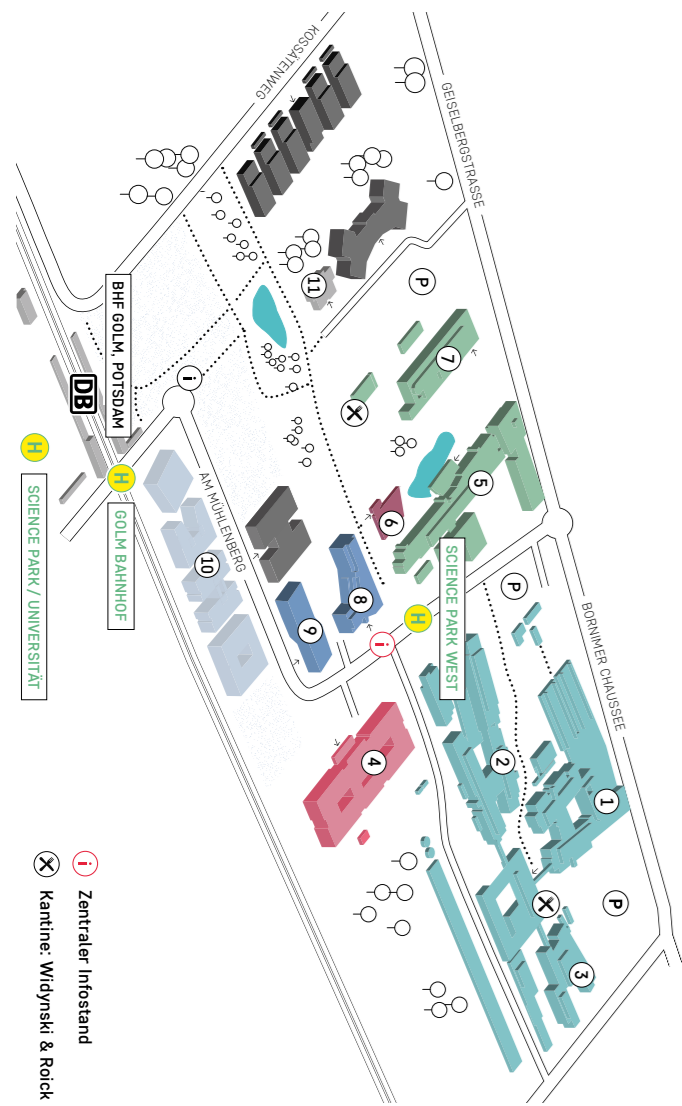 KOSSÄTENWEG
GEISELBERGSTRASSE
P
11
7
BHF GOLM, POTSDAM
i
DB
5
6
H
SCIENCE PARK / UNIVERSITÄT
H
GOLM BAHNHOF
AM MÜHLENBERG
10
8
9
H
SCIENCE PARK WEST
i
P
BORNIMER CHAUSSEE
4
2
1
P
3
i Zentraler Infostand
Kantine: Widynski & Roick